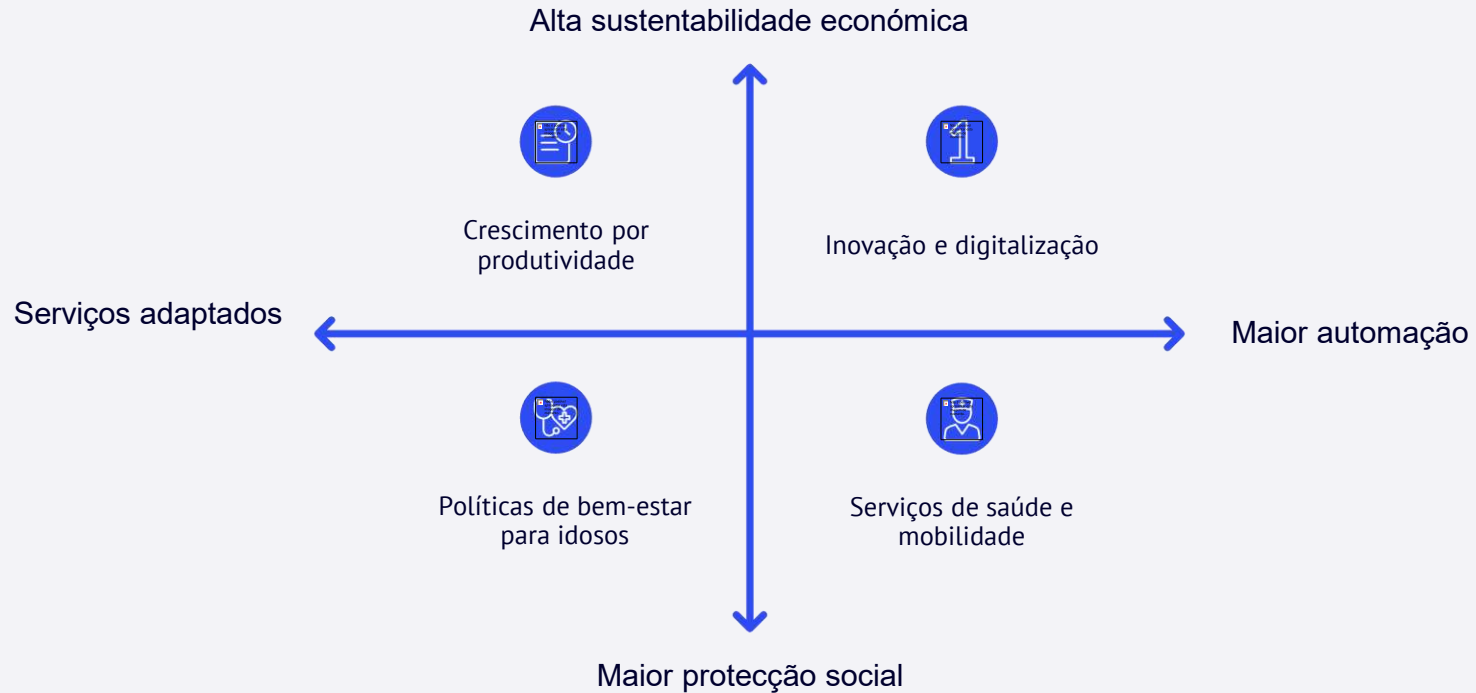 Alta sustentabilidade económica
Crescimento por
produtividade
Inovação e digitalização
Serviços adaptados
Maior automação
Políticas de bem-estar
para idosos
Serviços de saúde e
mobilidade
Maior protecção social